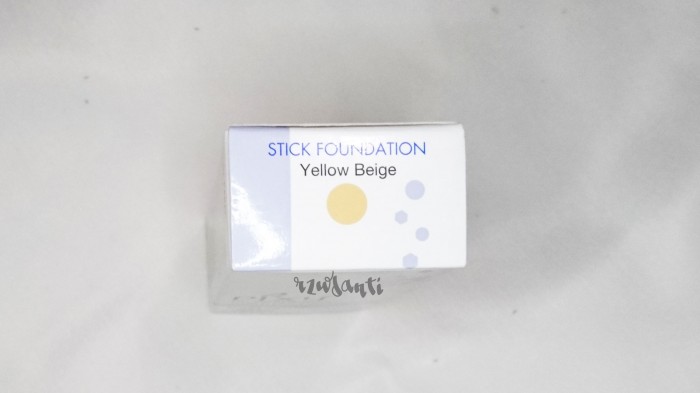 STICK FOUNDATION
Yellow Beige
rzwsanti